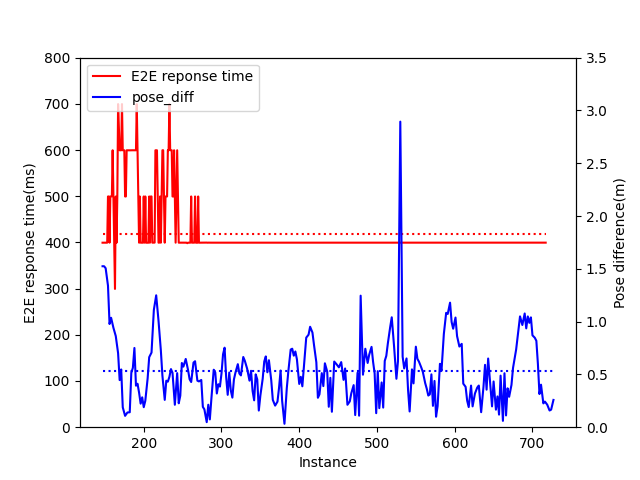 E2E reponse time
pose_diff
800
700
600
500
400
300
200
100
0
E2E response time(ms)
3.5
3.0
2.5
2.0
1.5
1.0
0.5
0.0
Pose difference(m)
200 300 400 500 600 700
Instance